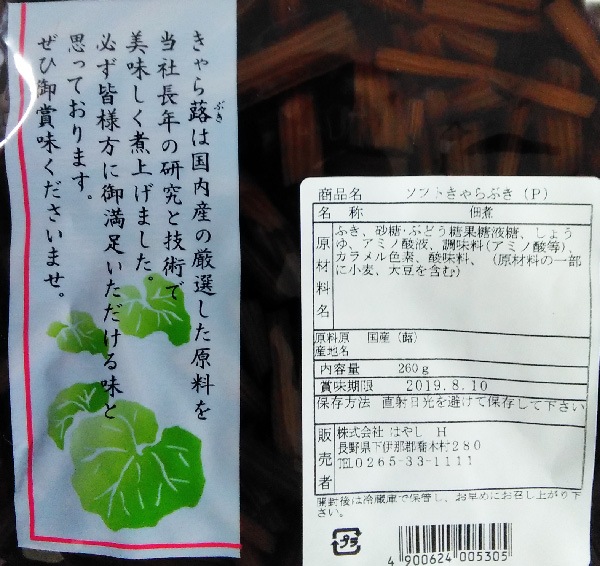 きゃら蕗は国内産の厳選した原料を
ぶき
当社長年の研究と技術で
美味しく煮上げました。
必ず皆様方に御満足いただける味と
思っております。
ぜひ御賞味くださいませ。
商品名 ソフトきゃらぶき（P）
名称 佃煮
原材料名
ふき、砂糖・ぶどう糖果糖液糖、しょう
ゆ、アミノ酸液、調味料（アミノ酸等）、
カラメル色素、酸味料、（原材料の一部
に小麦、大豆を含む）
原料原産地名 国産（蕗）
内容量 260g
賞味期限 2019.8.10
保存方法 直射日光を避けて保存して下さい
販売者
株式会社 はやし H
長野県下伊那郡喬木村280
TEL0265-33-1111
開封後は冷蔵庫で保管し、お早めにお召し上がり下
さい。
プラ
4 900624 005305